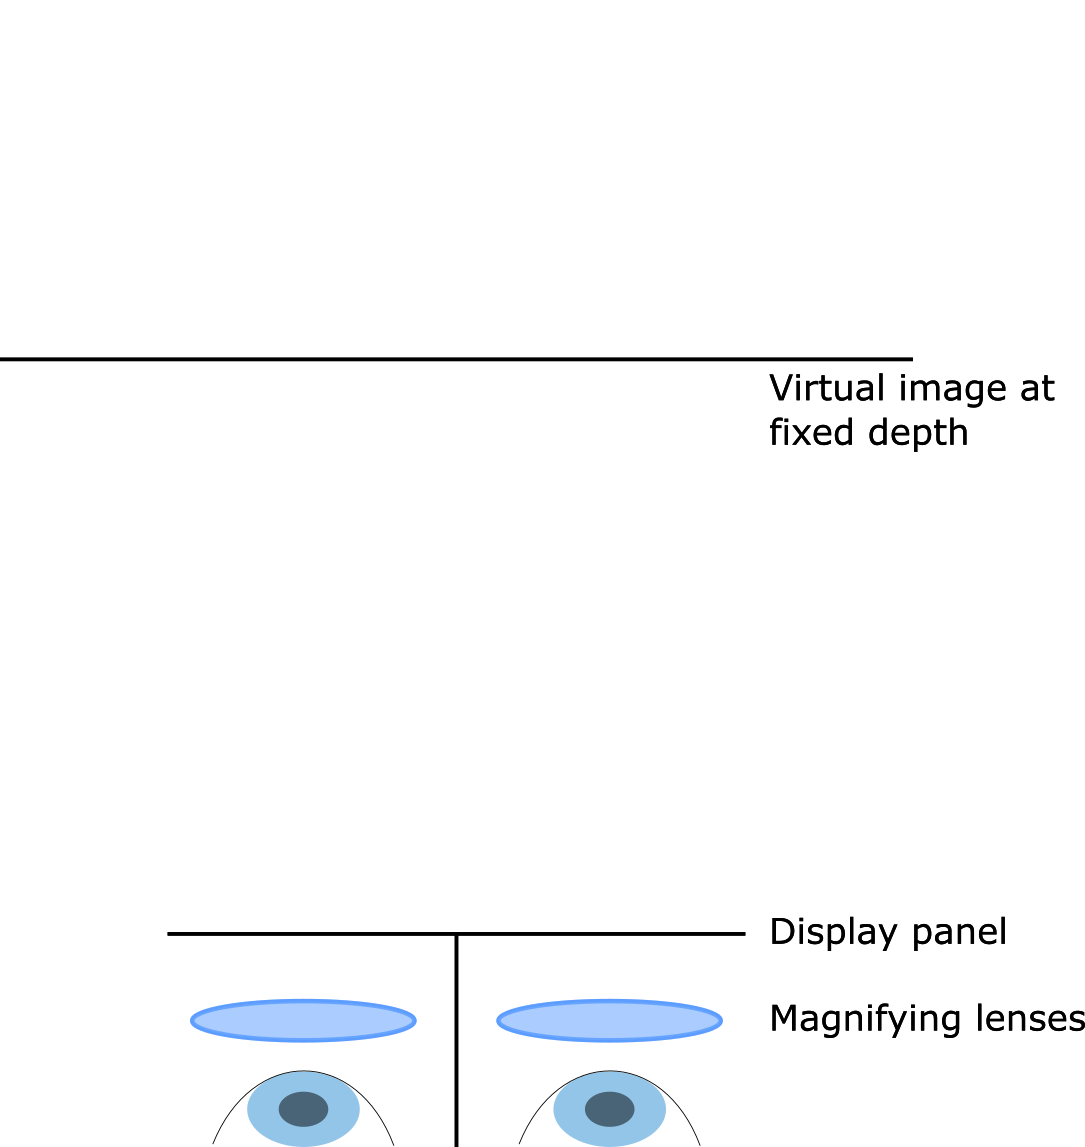 Virtual image at
fixed depth
Display panel
Magnifying lenses